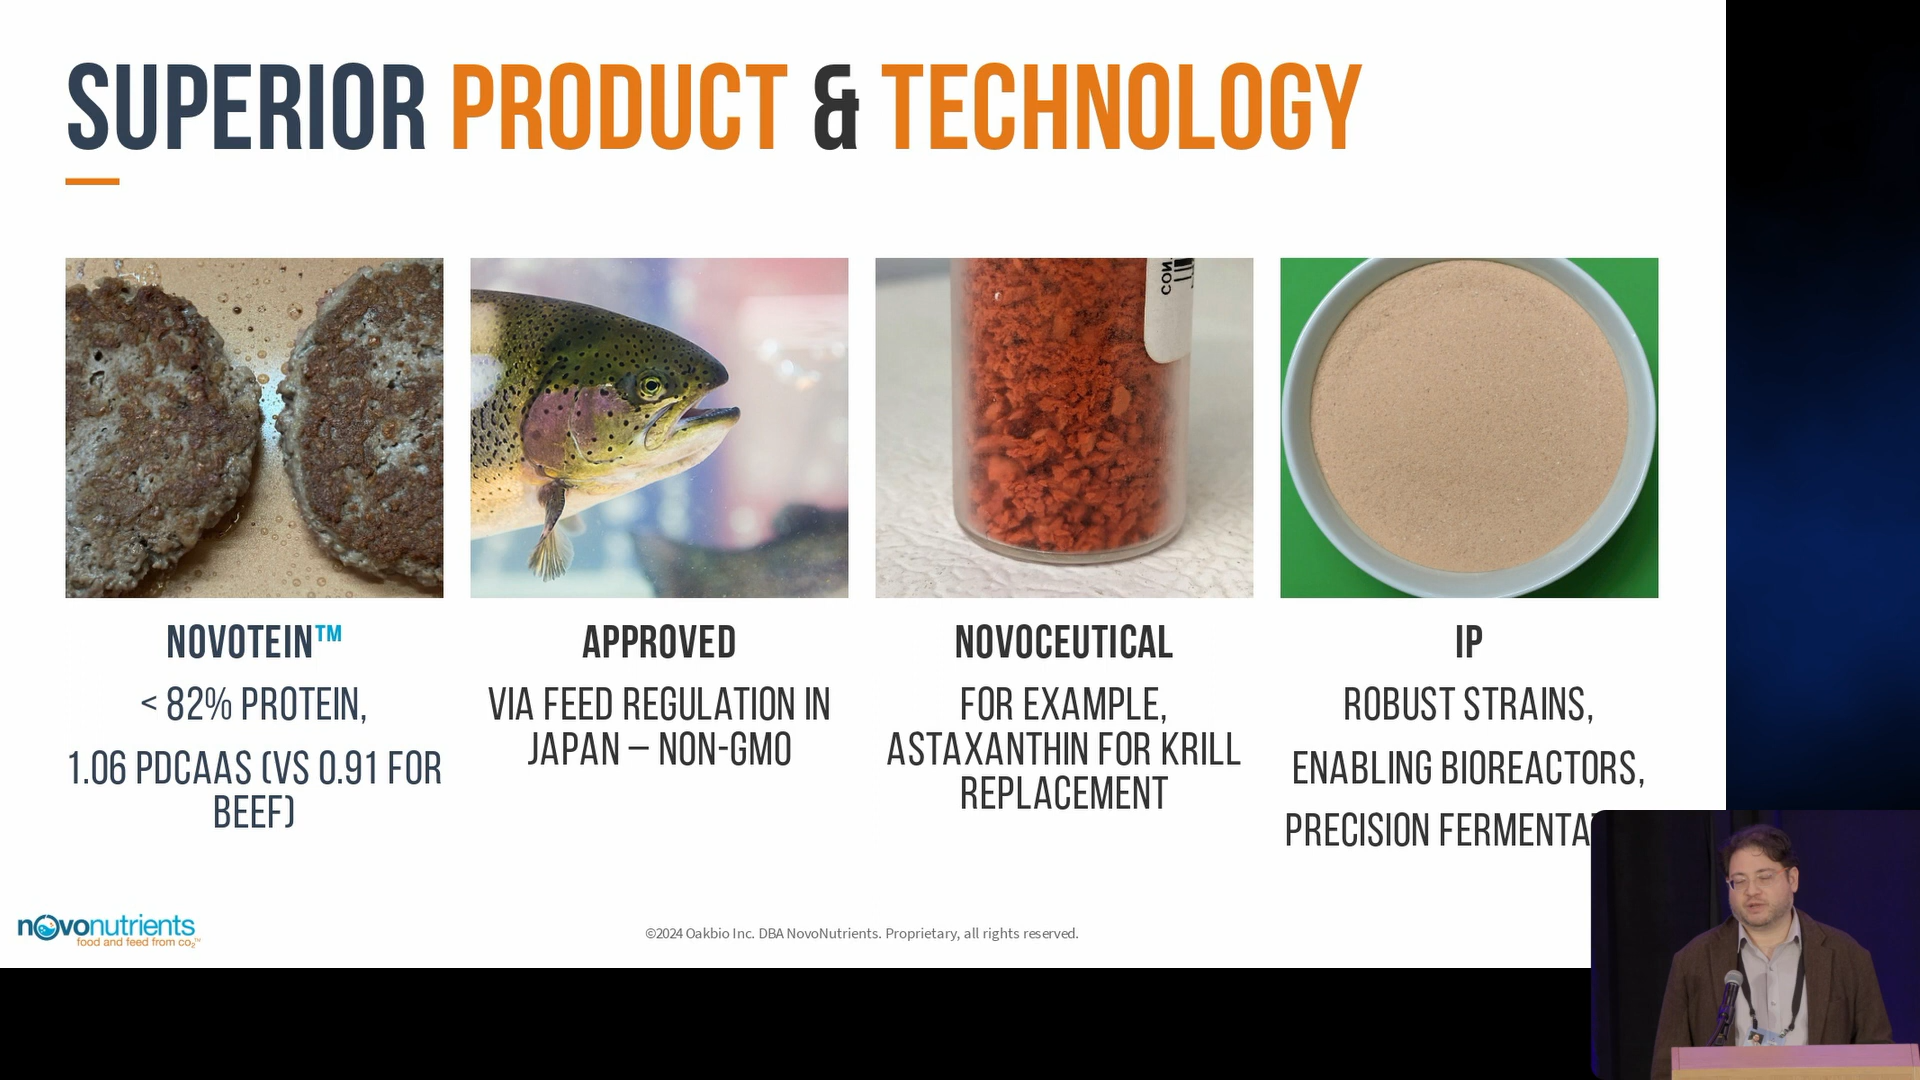 SUPERIOR PRODUCT & TECHNOLOGY
CON.
NOVOTEIN™
< 82% PROTEIN,
1.06 PDCAAS (VS 0.91 FOR
BEEF)
APPROVED
VIA FEED REGULATION IN
JAPAN – NON-GMO
NOVOCEUTICAL
FOR EXAMPLE,
ASTAXANTHIN FOR KRILL
REPLACEMENT
IP
ROBUST STRAINS,
ENABLING BIOREACTORS,
PRECISION FERMENTA
novonutrients
food and feed from co₂™
©2024 Oakbio Inc. DBA NovoNutrients. Proprietary, all rights reserved.